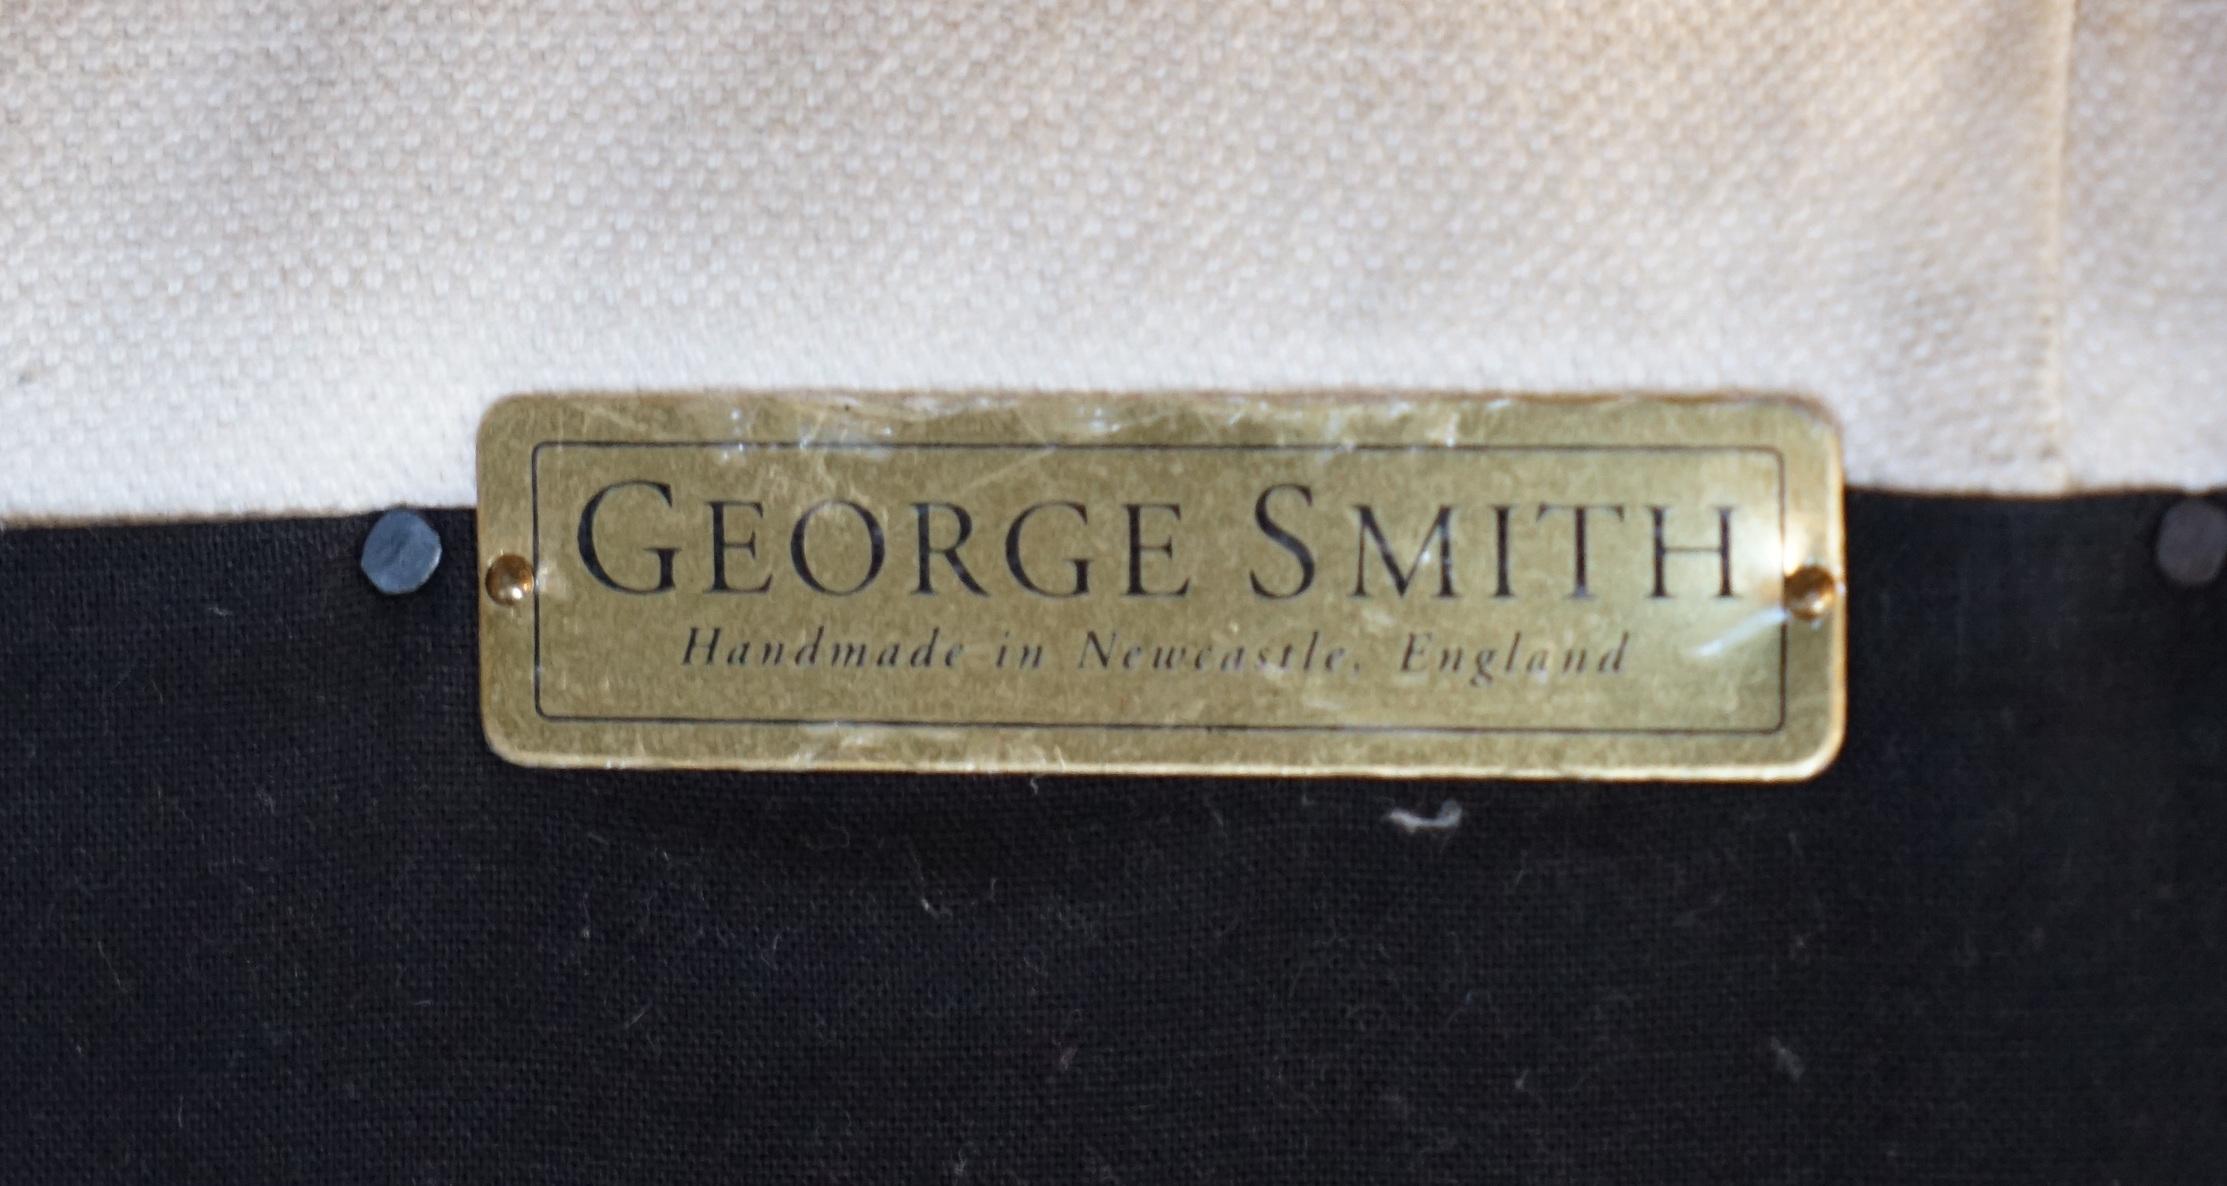 GEORGE SMITH
Handmade in Newcastle, England